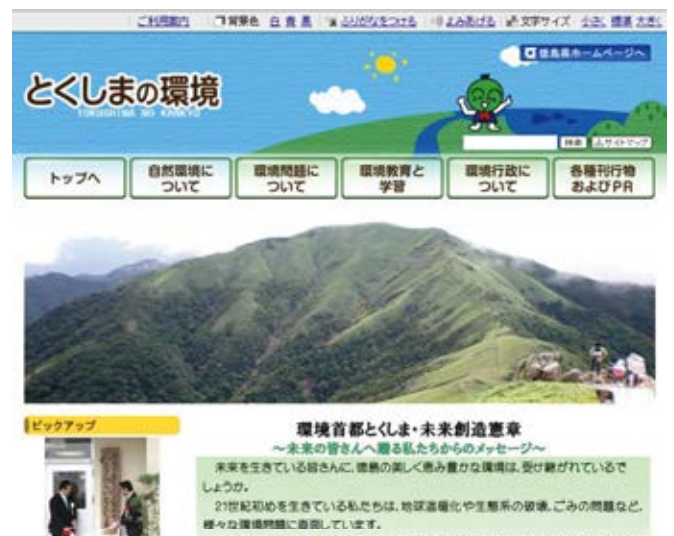 ご利用案内 背景色 白 青 黒 ふりがなをつける よみあげる 文字サイズ 小さく 標準 大きく
徳島県ホームページへ
とくしまの環境
TOKUSHIMA NO KANKYO
検索 サイトマップ
トップへ
自然環境に
ついて
環境問題に
ついて
環境教育と
学習
環境行政に
ついて
各種刊行物
およびPR
ピックアップ
環境首都とくしま・未来創造憲章
～未来の皆さんへ贈る私たちからのメッセージ～
未来を生きている皆さんに、徳島の美しく恵み豊かな環境は、受け継がれているで
しょうか。
21世紀初めを生きている私たちは、地球温暖化や生態系の破壊、ごみの問題など、
様々な環境問題に直面しています。